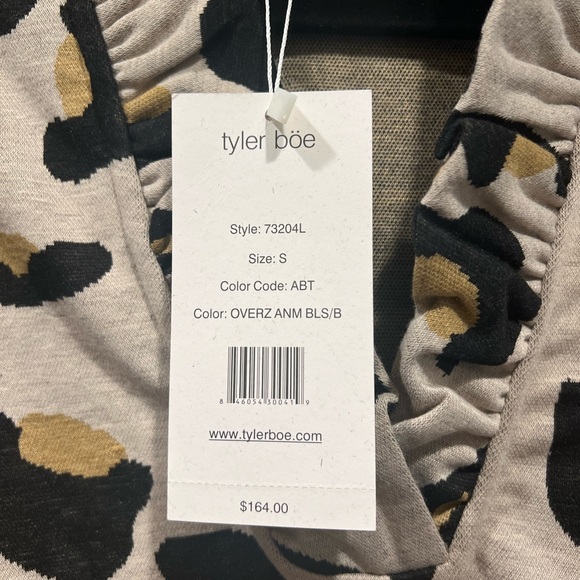 tyler böe
Style: 73204L
Size: S
Color Code: ABT
Color: OVERZ ANM BLS/B
8 46054 30041 9
www.tylerboe.com
$164.00